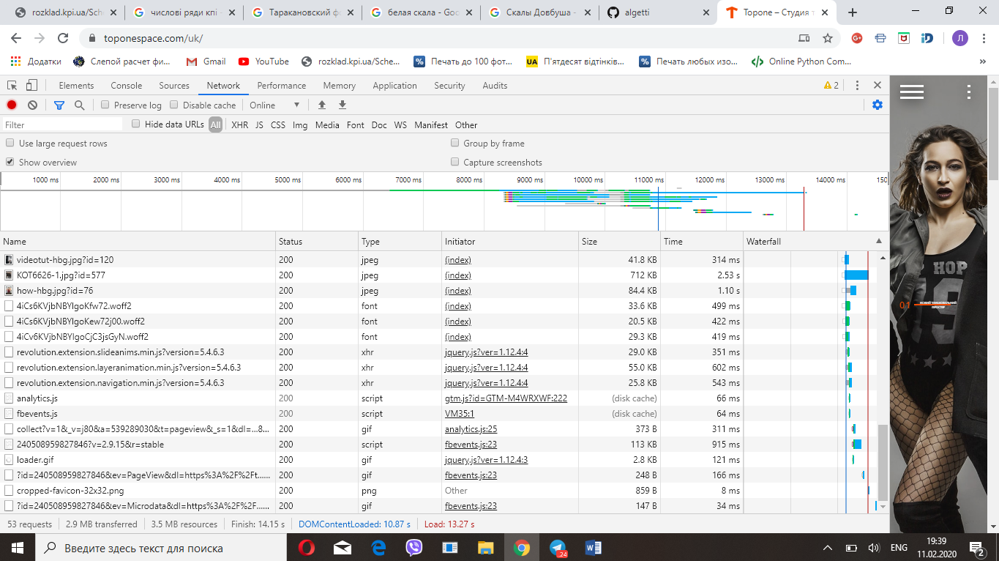 rozklad.kpi.ua/Sch
числові ряди кпі -
Таракановский фо
белая скала - Goo
Скалы Довбуша -
algetti
Topone – Студия т
toponespace.com/uk/
Додатки
Слепой расчет фи...
Gmail
YouTube
rozklad.kpi.ua/Sche...
Печать до 100 фот...
UA П'ятдесят відтінків...
Печать любых изо...
Online Python Com...
Elements Console Sources Network Performance Memory Application Security Audits 2
Preserve log Disable cache Online
Filter Hide data URLs All XHR JS CSS Img Media Font Doc WS Manifest Other
Use large request rows Group by frame
Show overview Capture screenshots
1000 ms 2000 ms 3000 ms 4000 ms 5000 ms 6000 ms 7000 ms 8000 ms 9000 ms 10000 ms 11000 ms 12000 ms 13000 ms 14000 ms 150
Name Status Type Initiator Size Time Waterfall
videotut-hbg.jpg?id=120 200 jpeg (index) 41.8 KB 314 ms
KOT6626-1.jpg?id=577 200 jpeg (index) 712 KB 2.53 s
how-hbg.jpg?id=76 200 jpeg (index) 84.4 KB 1.10 s
4iCs6KVjbNBYlgoKfw72.woff2 200 font (index) 33.6 KB 499 ms
4iCs6KVjbNBYlgoKew72j00.woff2 200 font (index) 20.5 KB 422 ms
4iCv6KVjbNBYlgoCjC3jsGyN.woff2 200 font (index) 29.3 KB 419 ms
revolution.extension.slideanims.min.js?version=5.4.6.3 200 xhr jquery.js?ver=1.12.4:4 29.0 KB 351 ms
revolution.extension.layeranimation.min.js?version=5.4.6.3 200 xhr jquery.js?ver=1.12.4:4 55.0 KB 602 ms
revolution.extension.navigation.min.js?version=5.4.6.3 200 xhr jquery.js?ver=1.12.4:4 25.8 KB 543 ms
analytics.js 200 script gtm.js?id=GTM-M4WRXWF:222 (disk cache) 66 ms
fbevents.js 200 script VM35:1 (disk cache) 64 ms
collect?v=1&_v=j80&a=539289030&t=pageview&_s=1&dl=...8... 200 gif analytics.js:25 373 B 311 ms
240508959827846?v=2.9.15&r=stable 200 script fbevents.js:23 113 KB 915 ms
loader.gif 200 gif jquery.js?ver=1.12.4:3 2.8 KB 121 ms
?id=240508959827846&ev=PageView&dl=https%3A%2F%2Ft...... 200 gif fbevents.js:23 248 B 166 ms
cropped-favicon-32x32.png 200 png Other 859 B 8 ms
?id=240508959827846&ev=Microdata&dl=https%3A%2F%2F...... 200 gif fbevents.js:23 147 B 34 ms
53 requests 2.9 MB transferred 3.5 MB resources Finish: 14.15 s DOMContentLoaded: 10.87 s Load: 13.27 s
HOP
19
01
НОВИЙ ТАНЦЮВАЛЬНИЙ
ПРОСТІР
Введите здесь текст для поиска
.24
ENG
19:39
11.02.2020
2